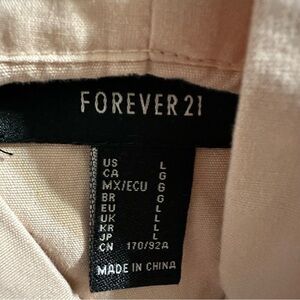 FOREVER 21
US L
CA G
MX/ECU G
BR G
EU L
UK L
KR L
JP L
CN 170/92A
MADE IN CHINA